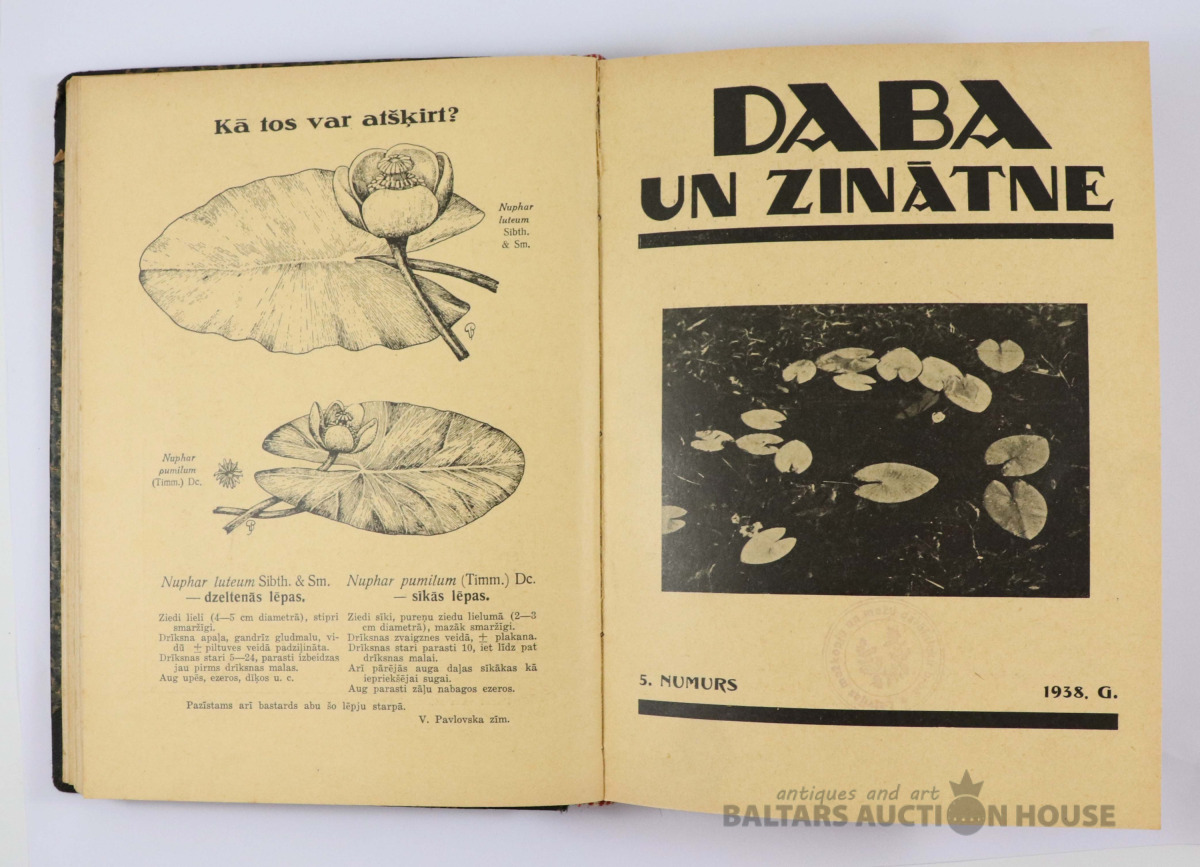 Kā tos var atšķirt?
Nuphar
luteum
Sibth.
& Sm.
Nuphar
pumilum
(Timm.) Dc.
Nuphar luteum Sibth. & Sm.
— dzeltenās lēpas.
Ziedi lieli (4—5 cm diametrā), stipri
smaržīgi.
Drīksna apaļa, gandrīz gludmalu, vi-
dū ± piltuves veidā padziļināta.
Drīksnas stari 5—24, parasti izbeidzas
jau pirms drīksnas malas.
Aug upēs, ezeros, dīķos u. c.
Nuphar pumilum (Timm.) Dc.
— sīkās lēpas.
Ziedi sīki, pureņu ziedu lielumā (2—3
cm diametrā), mazāk smaržīgi.
Drīksnas zvaigznes veidā, ± plakana.
Drīksnas stari parasti 10, iet līdz pat
drīksnas malai.
Arī pārējās auga daļas sīkākas kā
iepriekšējai sugai.
Aug parasti zāļu nabagos ezeros.
Pazīstams arī bastards abu šo lēpju starpā.
V. Pavlovska zīm.
DABA
UN ZINĀTNE
5. NUMURS
1938. G.
antiques and art
BALTARS AUCTION HOUSE